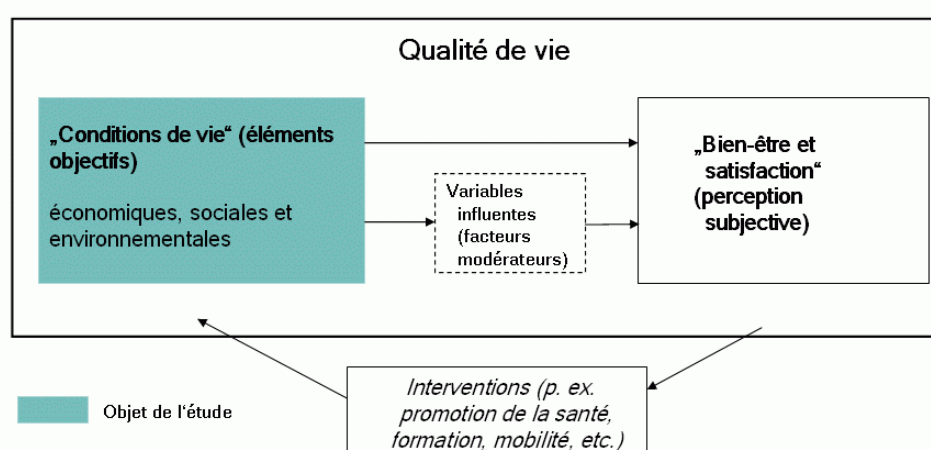 Qualité de vie
„Conditions de vie“ (éléments
objectifs)
économiques, sociales et
environnementales
Variables
influentes
(facteurs
modérateurs)
„Bien-être et
satisfaction“
(perception
subjective)
Interventions (p. ex.
promotion de la santé,
formation, mobilité, etc.)
Objet de l‘étude